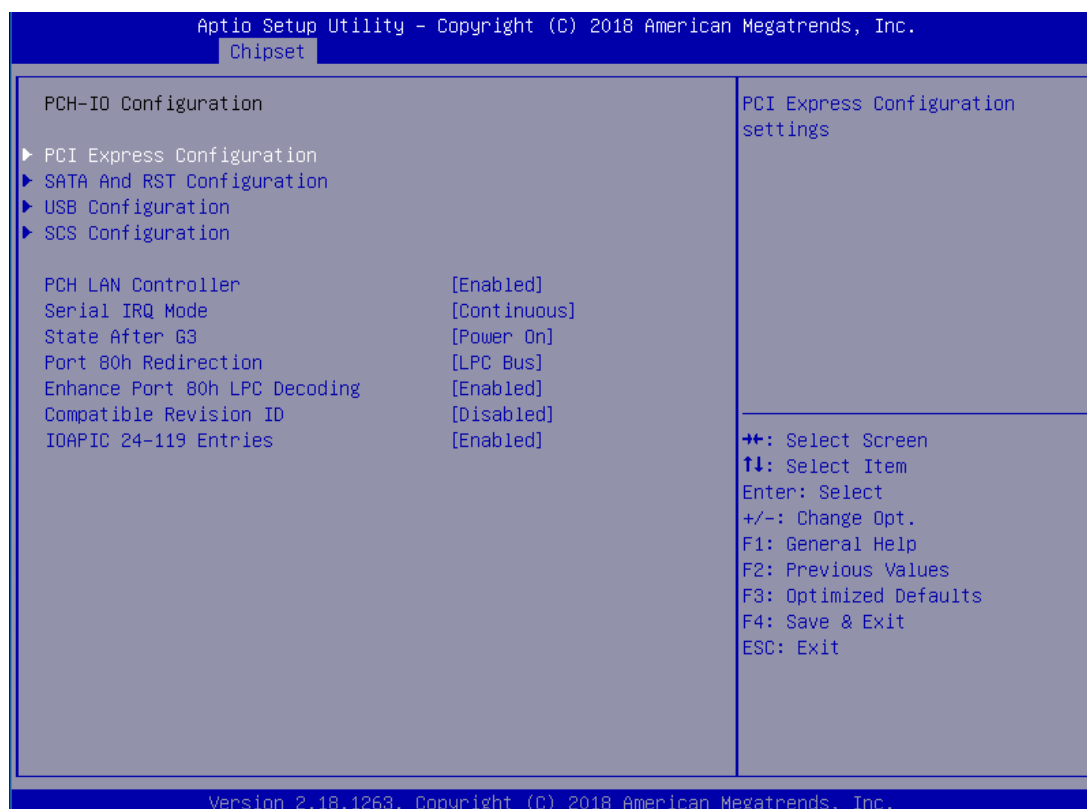 Aptio Setup Utility – Copyright (C) 2018 American Megatrends, Inc.
Chipset
PCH-IO Configuration
PCI Express Configuration
SATA And RST Configuration
USB Configuration
SCS Configuration
PCH LAN Controller [Enabled]
Serial IRQ Mode [Continuous]
State After G3 [Power On]
Port 80h Redirection [LPC Bus]
Enhance Port 80h LPC Decoding [Enabled]
Compatible Revision ID [Disabled]
IOAPIC 24-119 Entries [Enabled]
PCI Express Configuration
settings
→←: Select Screen
↑↓: Select Item
Enter: Select
+/-: Change Opt.
F1: General Help
F2: Previous Values
F3: Optimized Defaults
F4: Save & Exit
ESC: Exit
Version 2.18.1263. Copyright (C) 2018 American Megatrends, Inc.